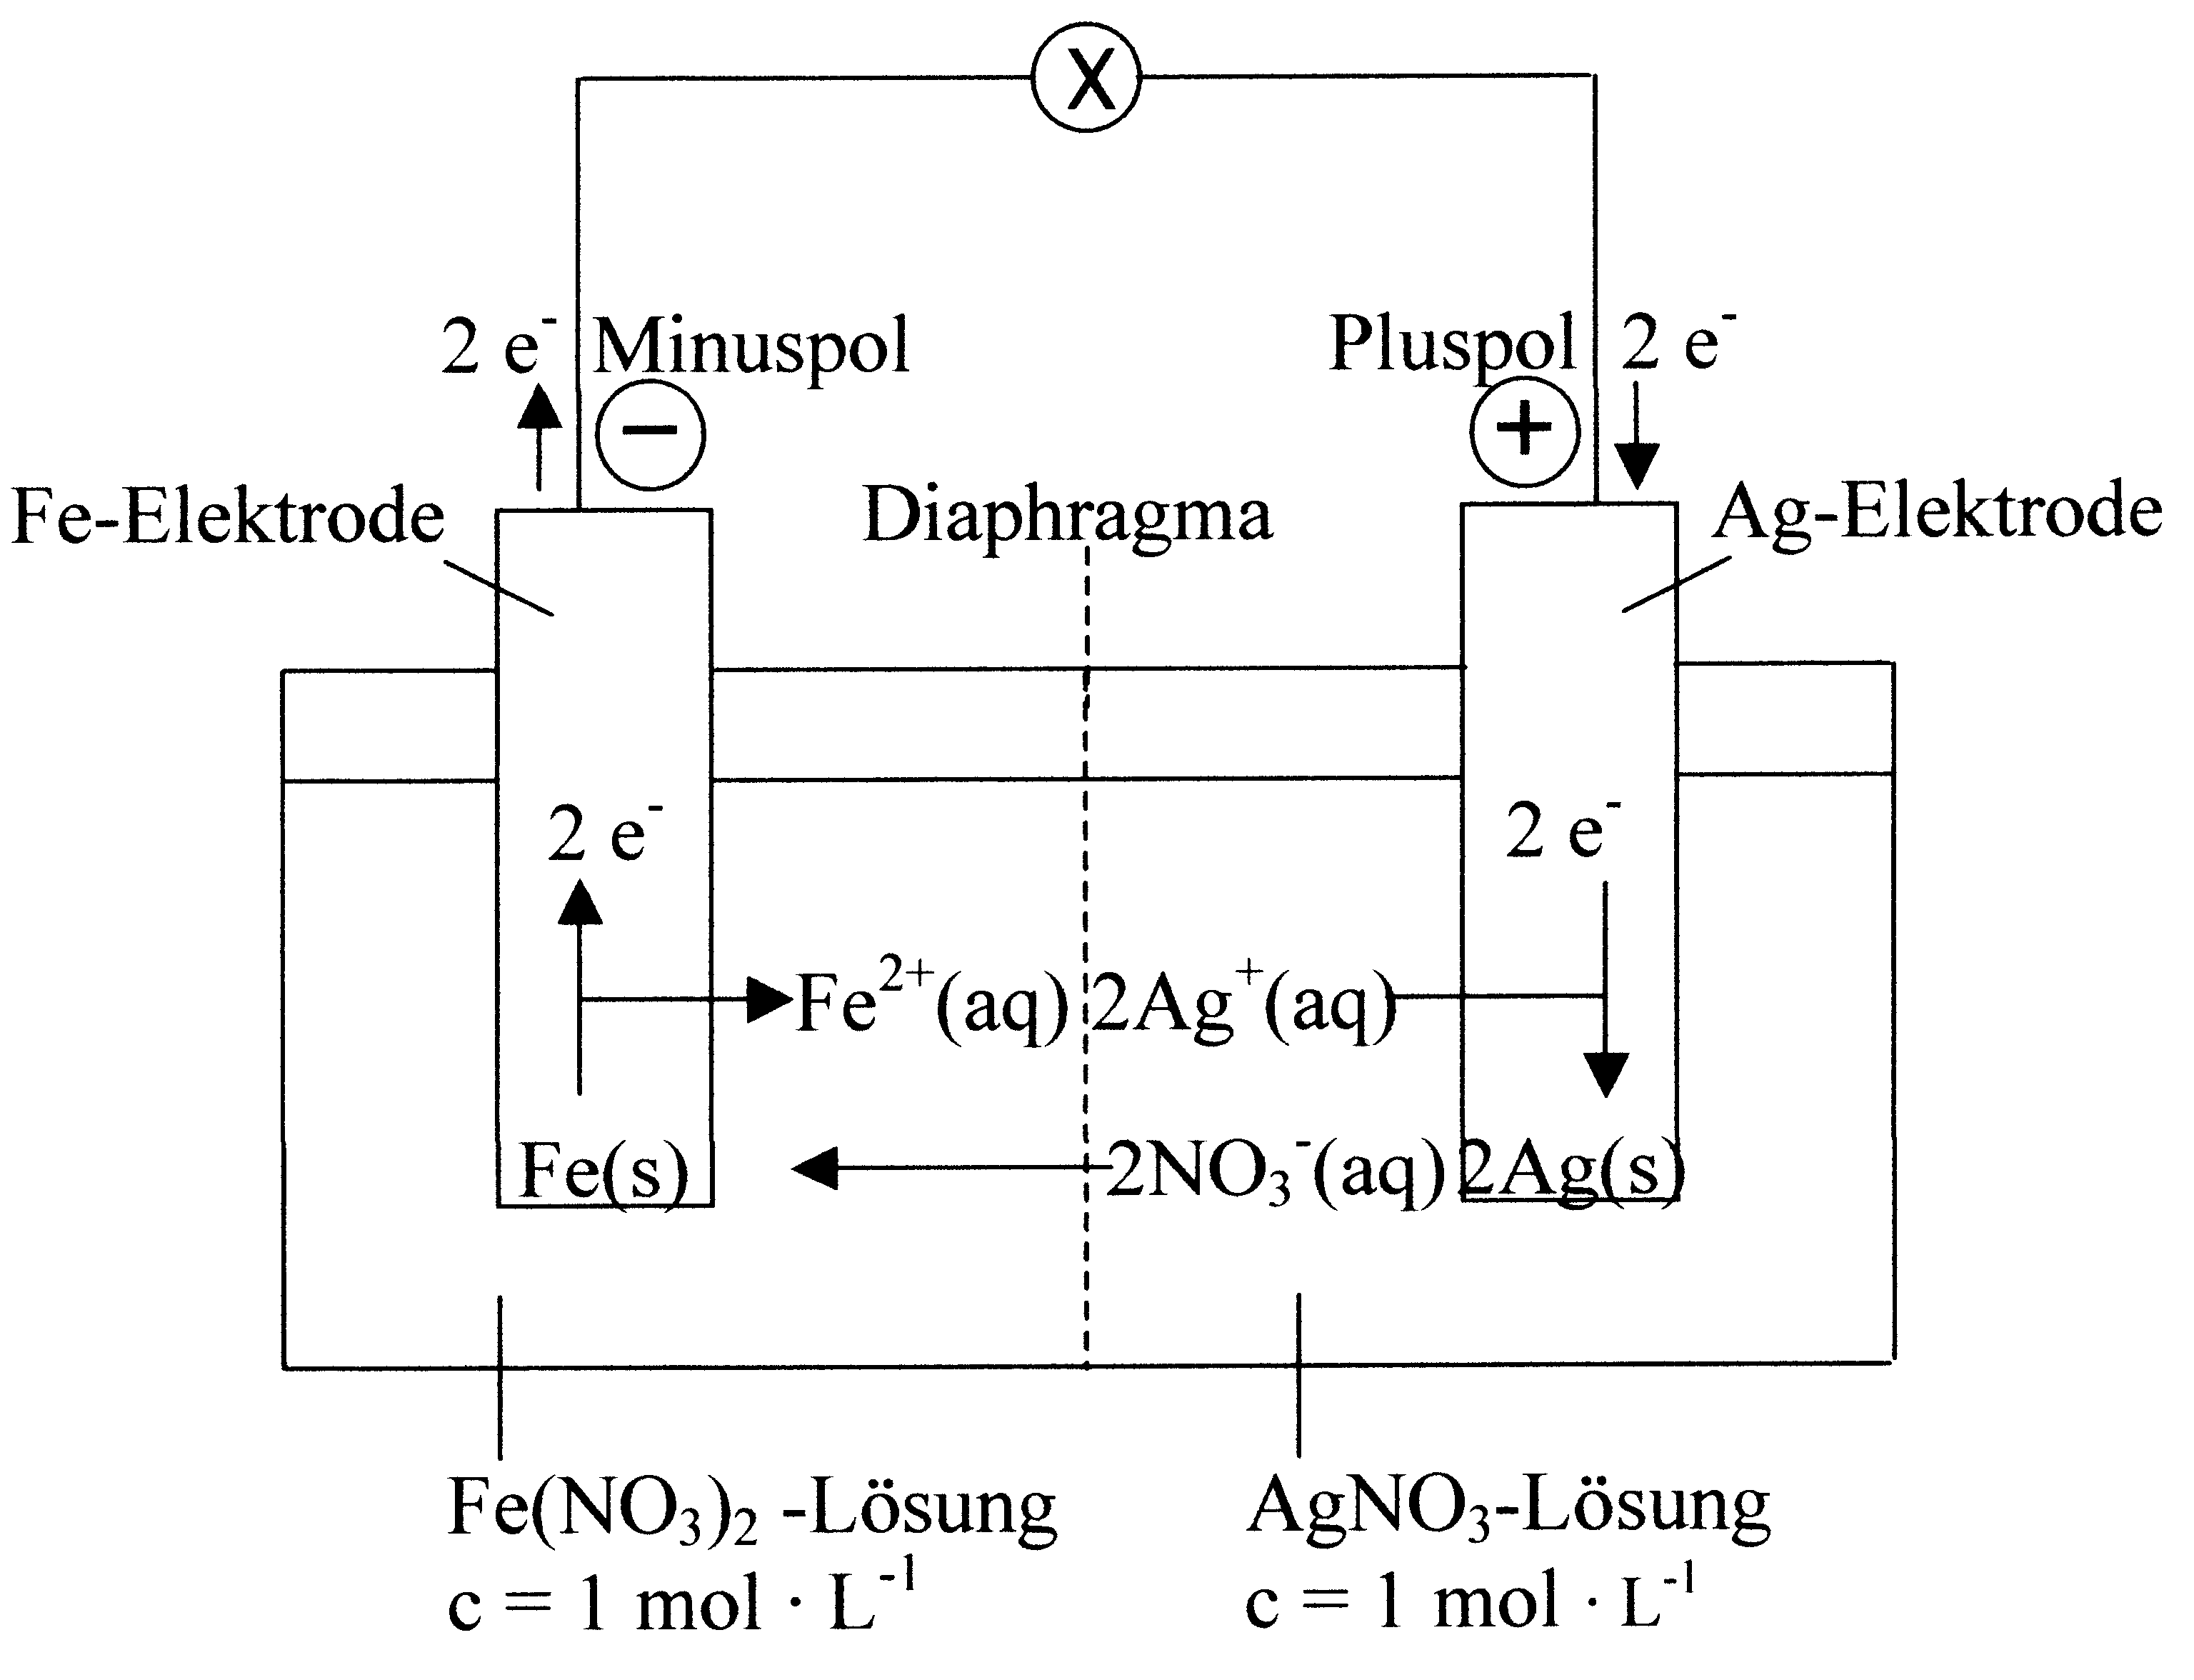 X
2 e⁻ Minuspol
Pluspol 2 e⁻
− +
Fe-Elektrode Diaphragma Ag-Elektrode
2 e⁻ 2 e⁻
Fe²⁺(aq) 2Ag⁺(aq)
Fe(s) 2NO₃⁻(aq) 2Ag(s)
Fe(NO₃)₂ -Lösung
c = 1 mol · L⁻¹
AgNO₃-Lösung
c = 1 mol · L⁻¹